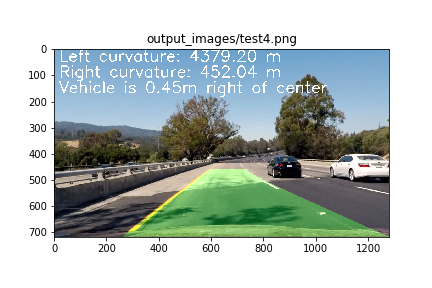 output_images/test4.png
Left curvature: 4379.20 m
Right curvature: 452.04 m
Vehicle is 0.45m right of center
0
100
200
300
400
500
600
700
0 200 400 600 800 1000 1200